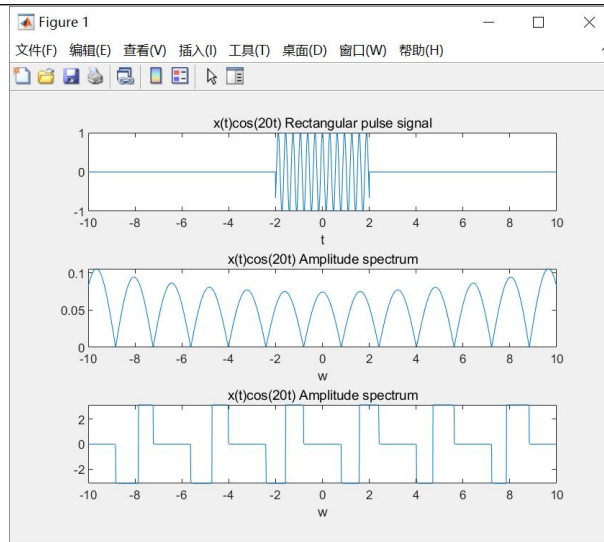 Figure 1
文件(F) 编辑(E) 查看(V) 插入(I) 工具(T) 桌面(D) 窗口(W) 帮助(H)
x(t)cos(20t) Rectangular pulse signal
1
0
-1
-10 -8 -6 -4 -2 0 2 4 6 8 10
t
x(t)cos(20t) Amplitude spectrum
0.1
0.05
0
-10 -8 -6 -4 -2 0 2 4 6 8 10
w
x(t)cos(20t) Amplitude spectrum
2
0
-2
-10 -8 -6 -4 -2 0 2 4 6 8 10
w